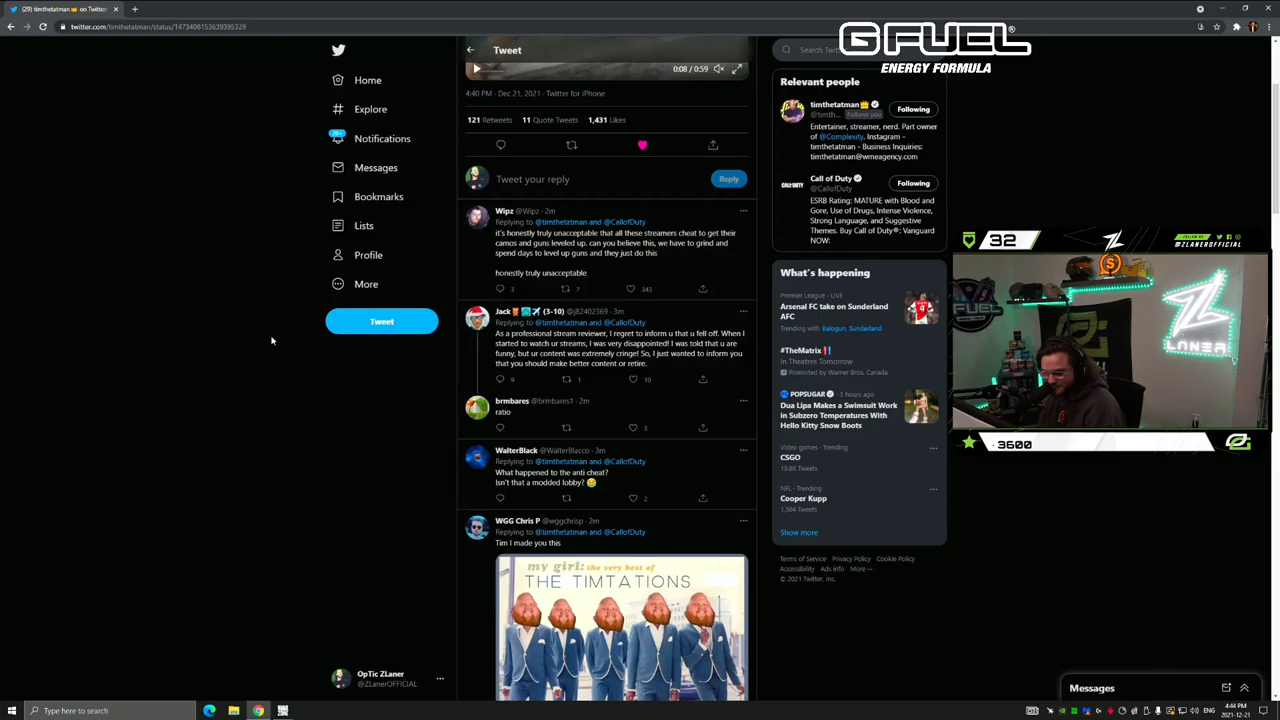 (29) timthetatman👑 on Twitter
twitter.com/timthetatman/status/1473408153639395329
GFUEL®
ENERGY FORMULA
Home
Explore
20+
Notifications
Messages
Bookmarks
Lists
Profile
More
Tweet
OpTic ZLaner
@ZLanerOFFICIAL
Tweet
0:08 / 0:59
4:40 PM · Dec 21, 2021 · Twitter for iPhone
121 Retweets 11 Quote Tweets 1,431 Likes
Tweet your reply
Reply
Wipz @Wipz · 2m
Replying to @timthetatman and @CallofDuty
it's honestly truly unacceptable that all these streamers cheat to get their
camos and guns leveled up. can you believe this, we have to grind and
spend days to level up guns and they just do this
honestly truly unacceptable
3 7 343
Jack (3-10) @j82402369 · 3m
Replying to @timthetatman and @CallofDuty
As a professional stream reviewer, I regret to inform u that u fell off. When I
started to watch ur streams, I was very disappointed! I was told that u are
funny, but ur content was extremely cringe! So, I just wanted to inform you
that you should make better content or retire.
9 1 10
brmbares @brmbares1 · 2m
ratio
3
WalterBlack @WalterBlacco · 3m
Replying to @timthetatman and @CallofDuty
What happened to the anti cheat?
Isn't that a modded lobby? 😂
2
WGG Chris P @wggchrisp · 2m
Replying to @timthetatman and @CallofDuty
Tim I made you this
my girl: the very best of
THE TIMTATIONS
Search Twit
Relevant people
timthetatman👑
@timth... Follows you
Following
Entertainer, streamer, nerd. Part owner
of @Complexity. Instagram -
timthetatman - Business Inquiries:
timthetatman@wmeagency.com
CALL·DUTY
Call of Duty
@CallofDuty
Following
ESRB Rating: MATURE with Blood and
Gore, Use of Drugs, Intense Violence,
Strong Language, and Suggestive
Themes. Buy Call of Duty®: Vanguard
NOW:
What's happening
Premier League · LIVE
Arsenal FC take on Sunderland
AFC
Trending with Balogun, Sunderland
#TheMatrix
In Theatres Tomorrow
Promoted by Warner Bros. Canada
POPSUGAR · 5 hours ago
Dua Lipa Makes a Swimsuit Work
in Subzero Temperatures With
Hello Kitty Snow Boots
Video games · Trending
CSGO
19.8K Tweets
NFL · Trending
Cooper Kupp
1,504 Tweets
Show more
Terms of Service Privacy Policy Cookie Policy
Accessibility Ads info More ···
© 2021 Twitter, Inc.
Messages
32
FOLLOW ME
@ZLANEROFFICIAL
LANER
3600
Type here to search
ENG
4:44 PM
2021-12-21